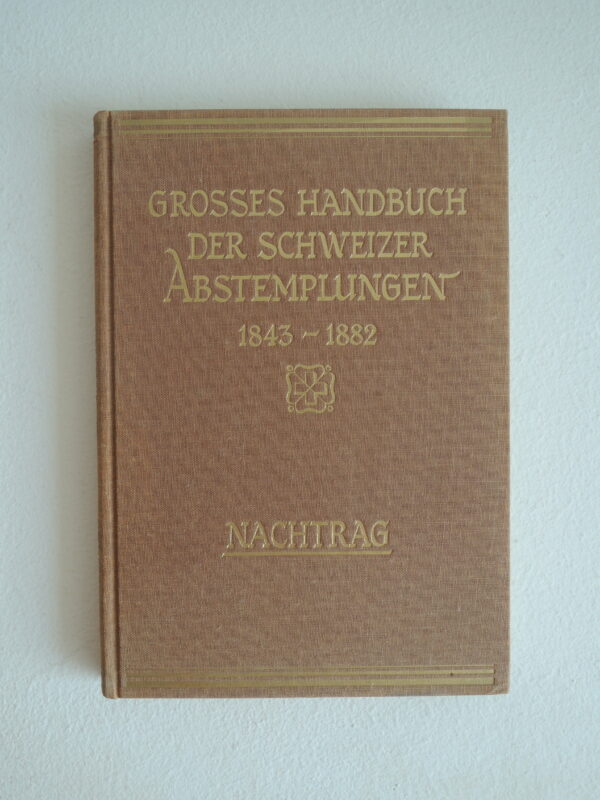 GROSSES HANDBUCH
DER SCHWEIZER
ABSTEMPLUNGEN
1843 – 1882
NACHTRAG